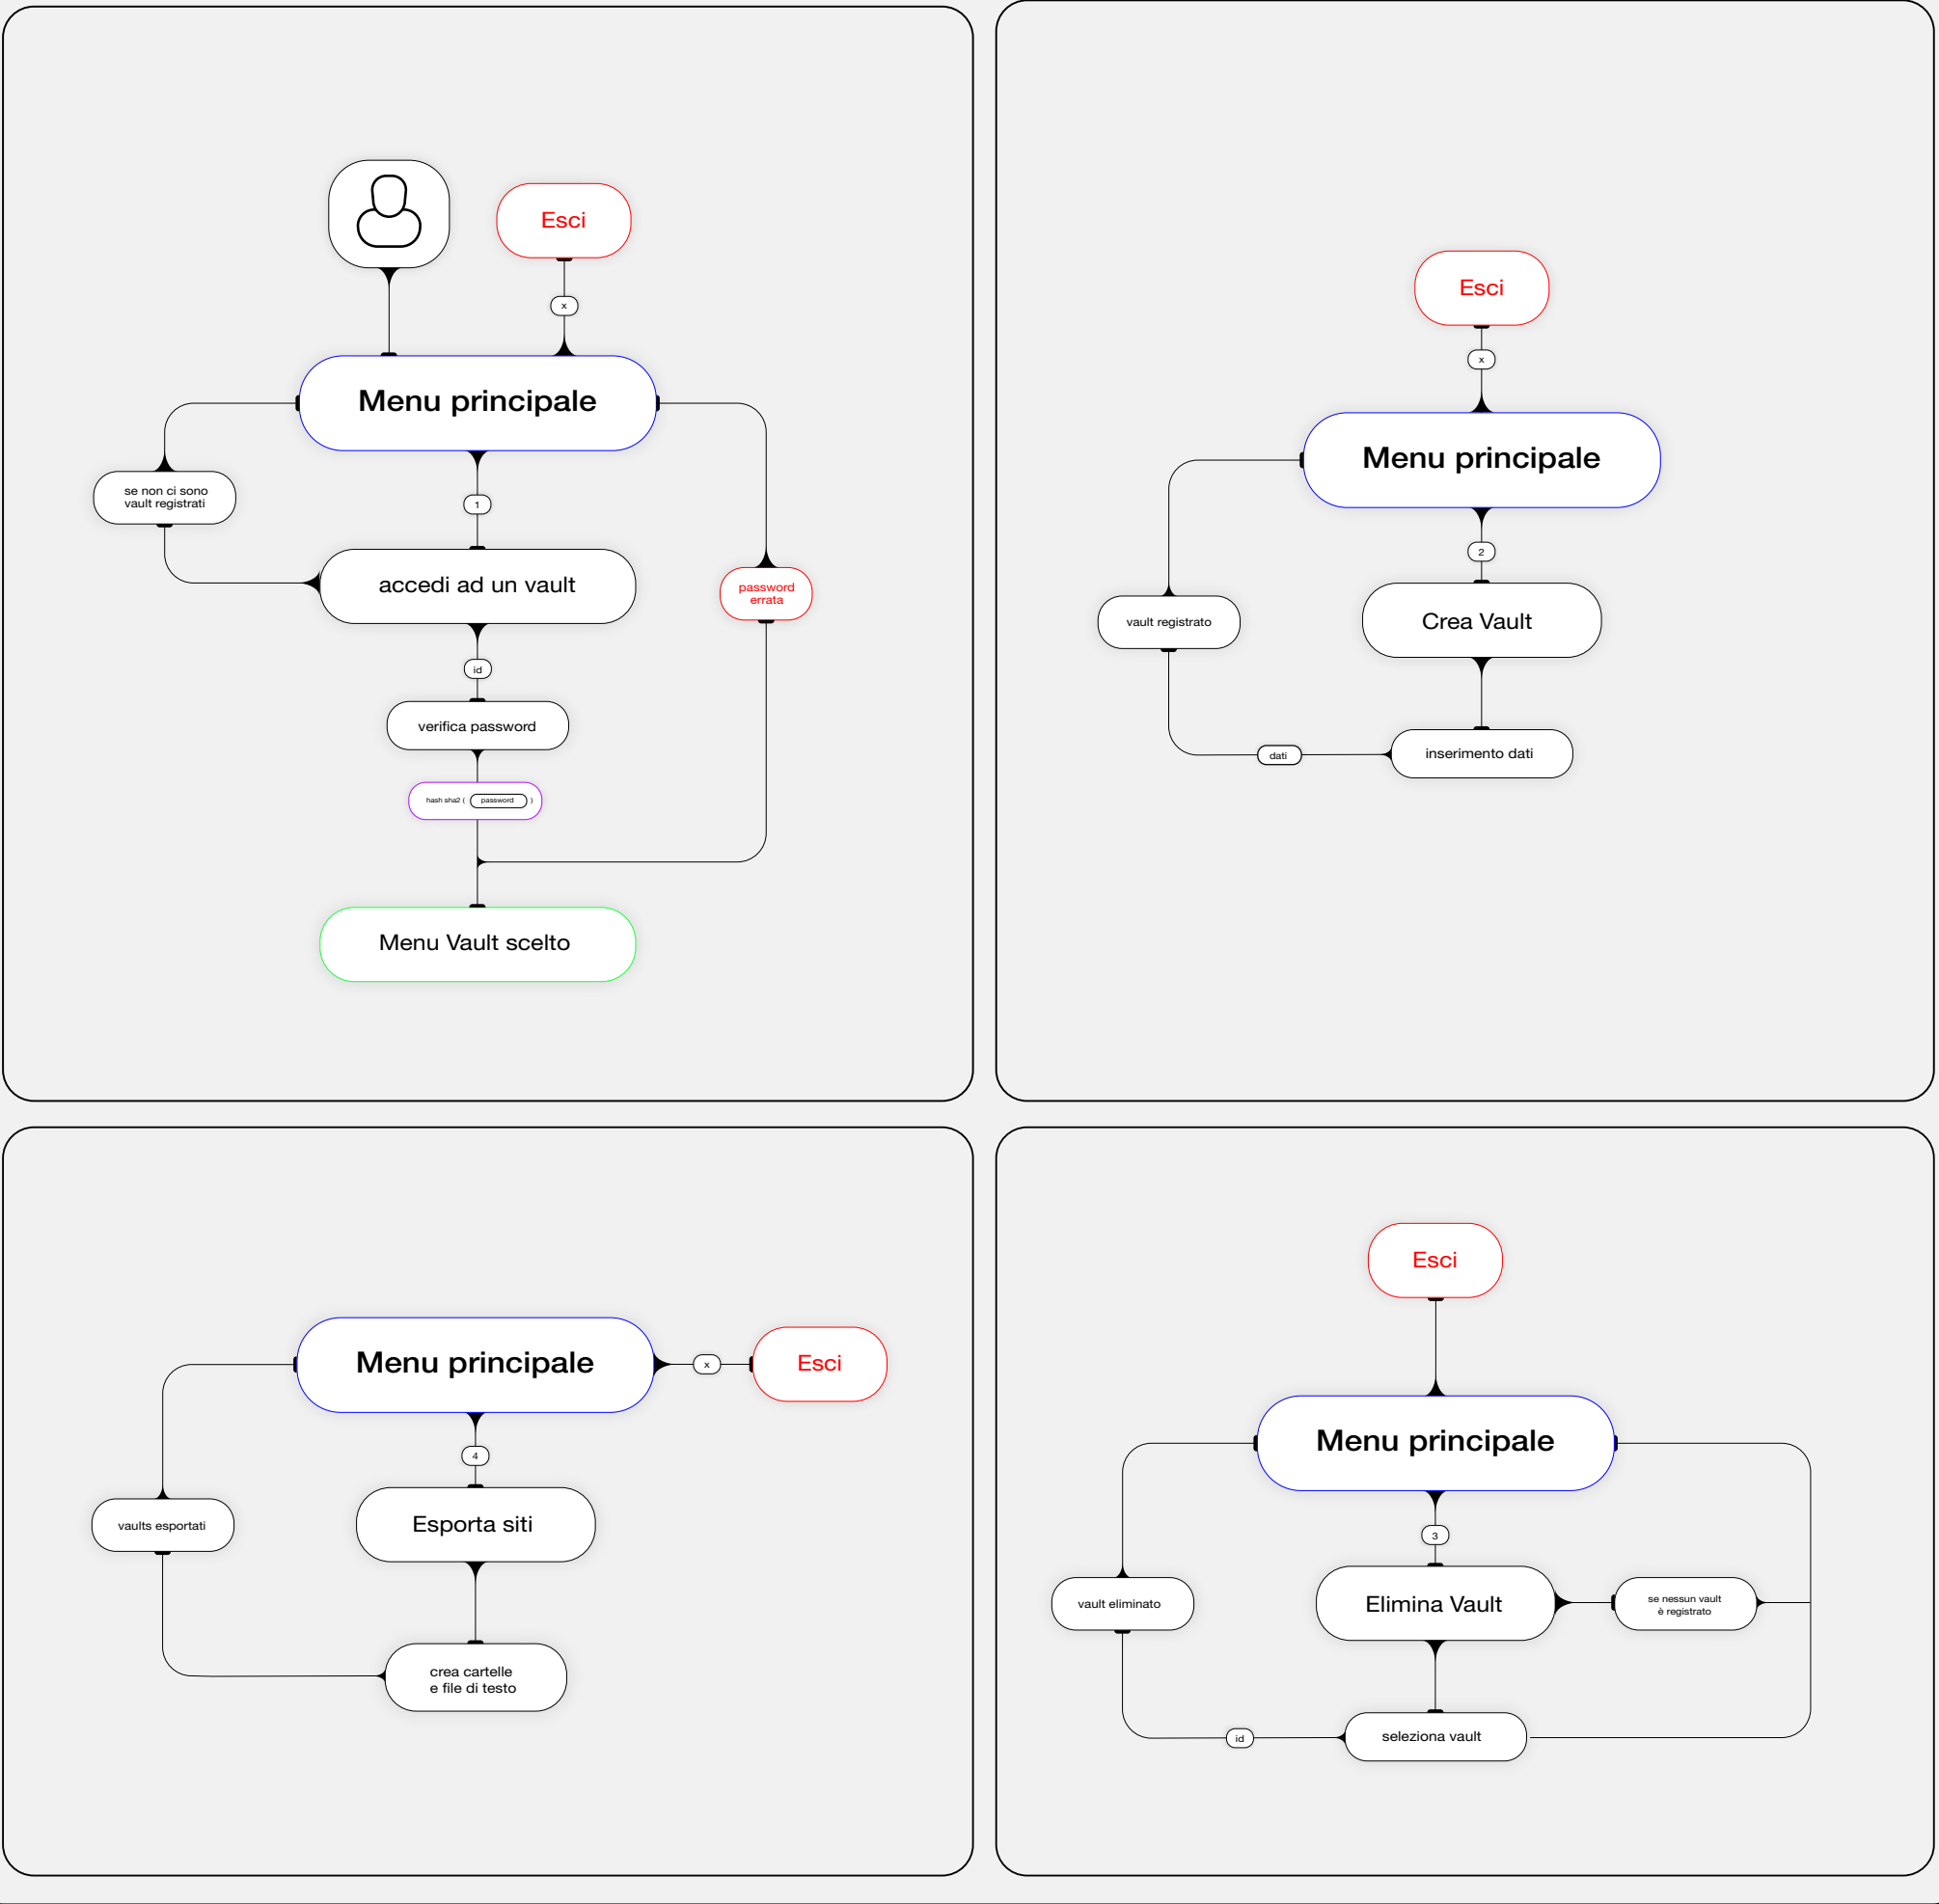 Esci
x
Menu principale
se non ci sono
vault registrati
1
accedi ad un vault
password
errata
id
verifica password
hash sha2 ( password )
Menu Vault scelto
Esci
x
Menu principale
2
Crea Vault
vault registrato
dati
inserimento dati
Menu principale
x
Esci
4
Esporta siti
vaults esportati
crea cartelle
e file di testo
Esci
Menu principale
3
Elimina Vault
vault eliminato
se nessun vault
è registrato
id
seleziona vault